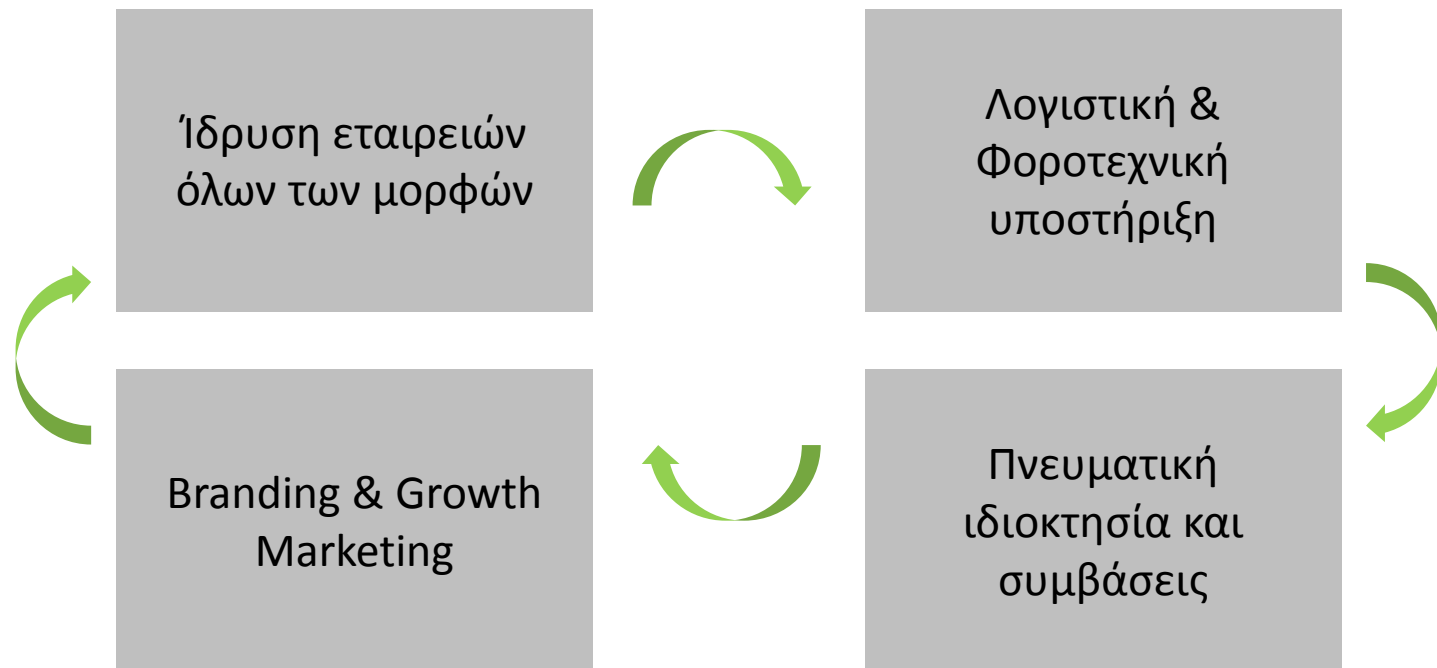 Ίδρυση εταιρειών
όλων των μορφών
Λογιστική &
Φοροτεχνική
υποστήριξη
Πνευματική
ιδιοκτησία και
συμβάσεις
Branding & Growth
Marketing